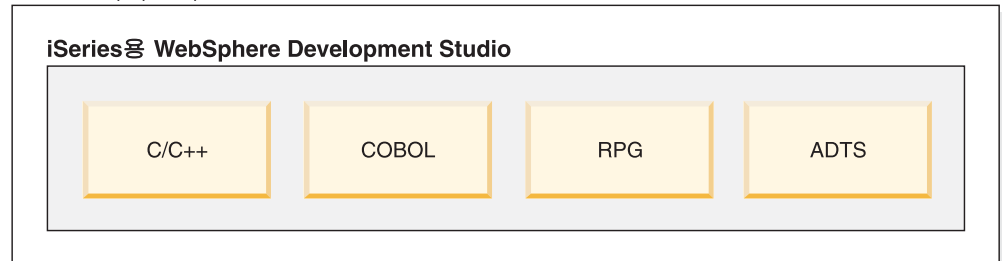 iSeries용 WebSphere Development Studio
C/C++ COBOL RPG ADTS